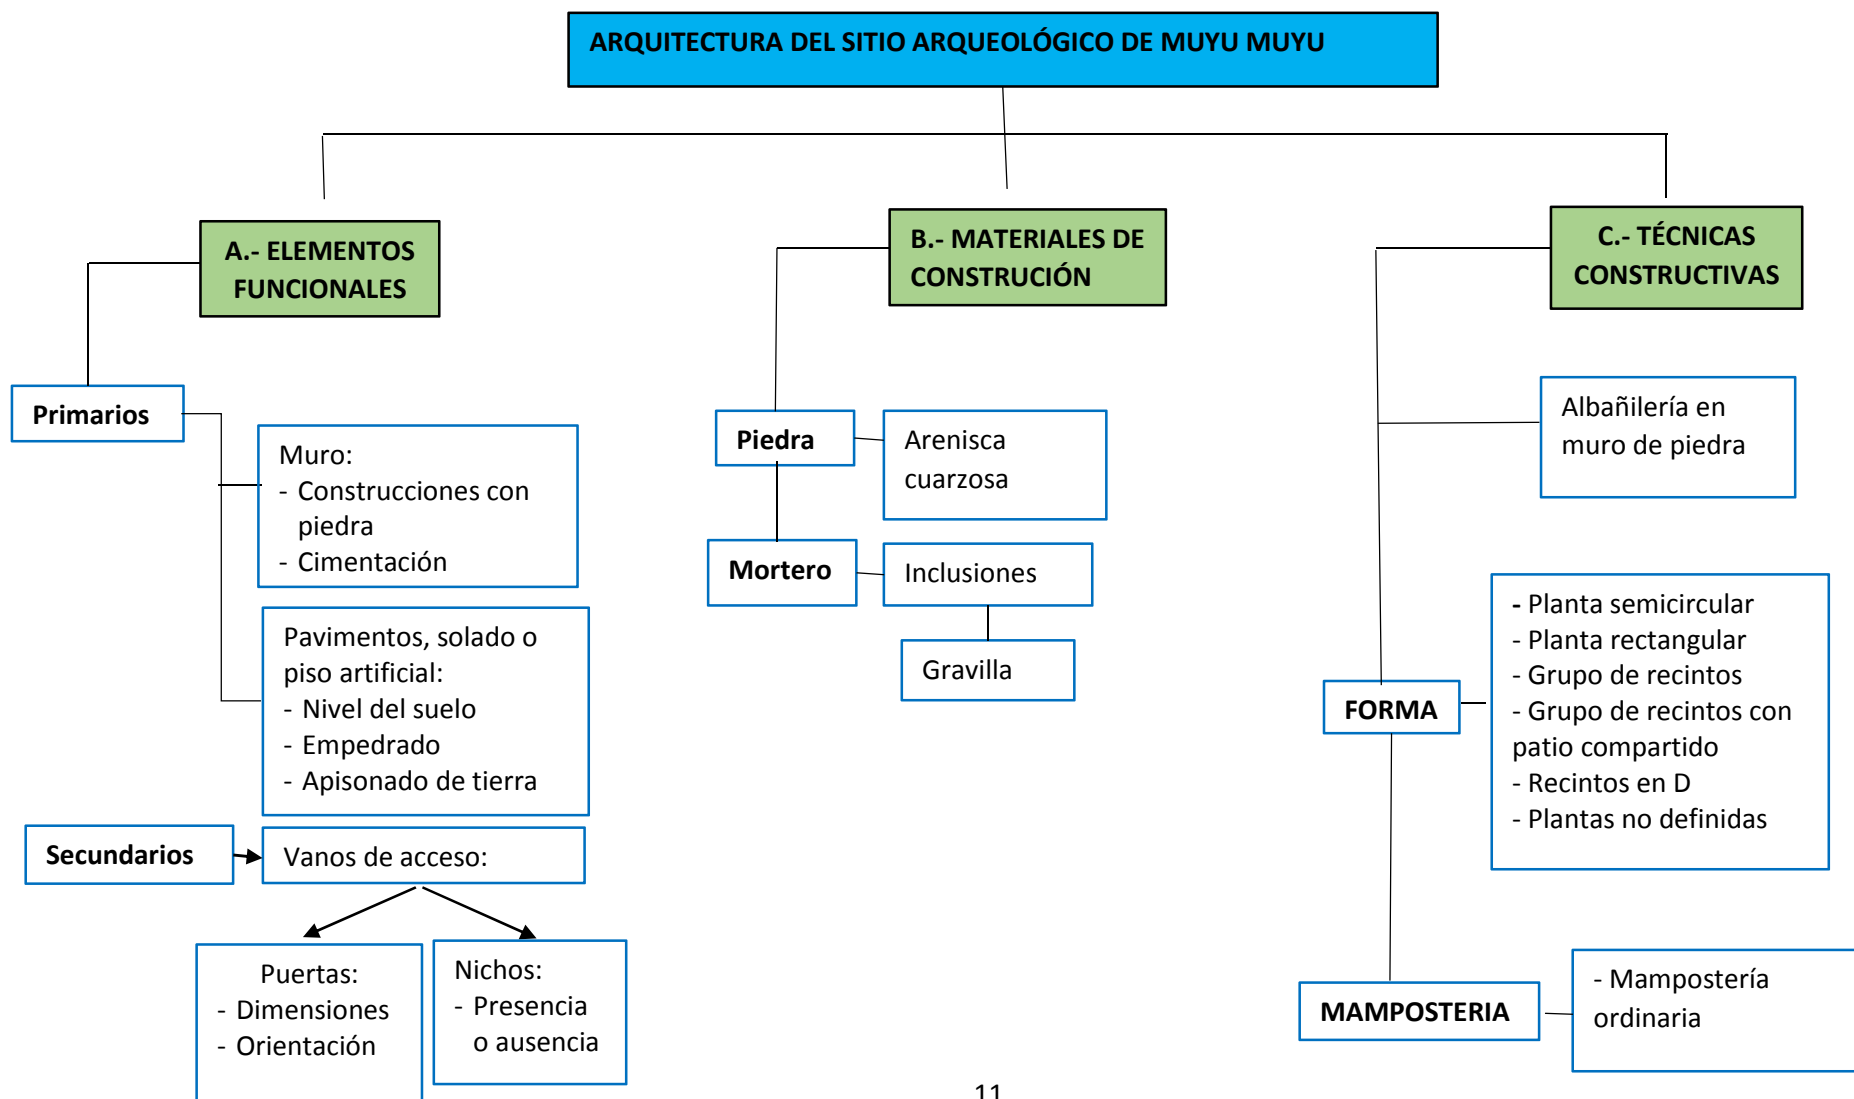 ARQUITECTURA DEL SITIO ARQUEOLÓGICO DE MUYU MUYU
A.- ELEMENTOS
FUNCIONALES
Primarios
Muro:
- Construcciones con
piedra
- Cimentación
Pavimentos, solado o
piso artificial:
- Nivel del suelo
- Empedrado
- Apisonado de tierra
Secundarios
Vanos de acceso:
Puertas:
- Dimensiones
- Orientación
Nichos:
- Presencia
o ausencia
B.- MATERIALES DE
CONSTRUCIÓN
Piedra
Arenisca
cuarzosa
Mortero
Inclusiones
Gravilla
C.- TÉCNICAS
CONSTRUCTIVAS
Albañilería en
muro de piedra
FORMA
- Planta semicircular
- Planta rectangular
- Grupo de recintos
- Grupo de recintos con
patio compartido
- Recintos en D
- Plantas no definidas
MAMPOSTERIA
- Mampostería
ordinaria
11